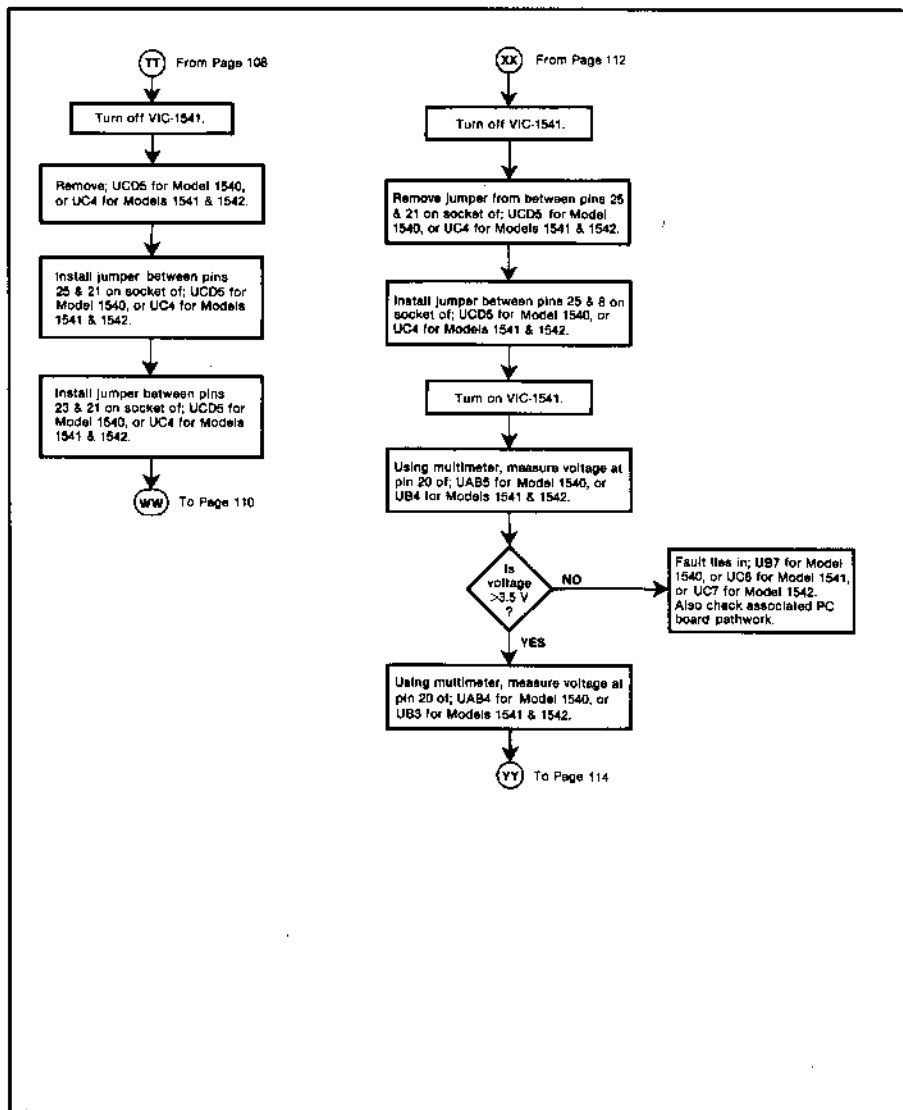 TT From Page 108
Turn off VIC-1541.
Remove; UCD5 for Model 1540,
or UC4 for Models 1541 & 1542.
Install jumper between pins
25 & 21 on socket of; UCD5 for
Model 1540, or UC4 for Models
1541 & 1542.
Install jumper between pins
23 & 21 on socket of; UCD5 for
Model 1540, or UC4 for Models
1541 & 1542.
WW To Page 110
XX From Page 112
Turn off VIC-1541.
Remove jumper from between pins 25
& 21 on socket of; UCD5 for Model
1540, or UC4 for Models 1541 & 1542.
Install jumper between pins 25 & 8 on
socket of; UCD5 for Model 1540, or
UC4 for Models 1541 & 1542.
Turn on VIC-1541.
Using multimeter, measure voltage at
pin 20 of; UAB5 for Model 1540, or
UB4 for Models 1541 & 1542.
Is
voltage
>3.5 V
?
NO
Fault lies in; UB7 for Model
1540, or UC6 for Model 1541,
or UC7 for Model 1542.
Also check associated PC
board pathwork.
YES
Using multimeter, measure voltage at
pin 20 of; UAB4 for Model 1540, or
UB3 for Models 1541 & 1542.
YY To Page 114